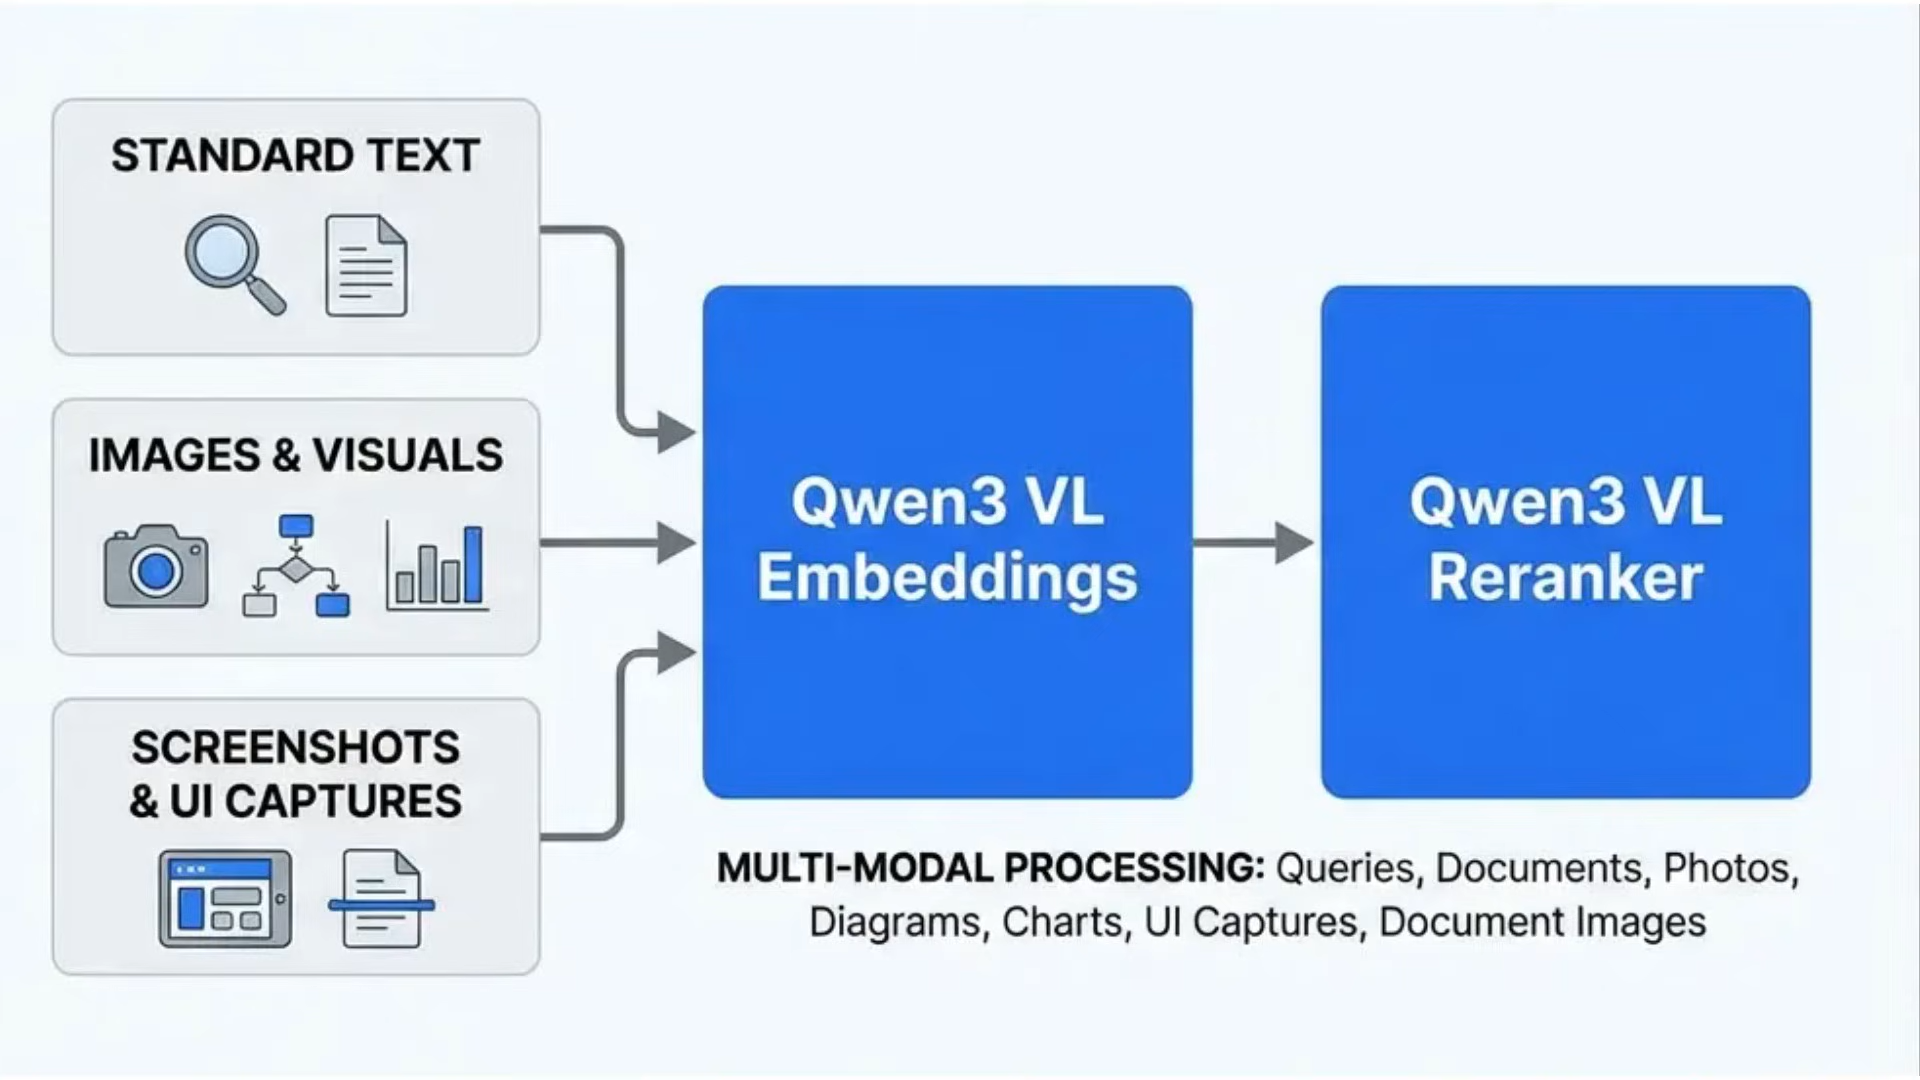 STANDARD TEXT
IMAGES & VISUALS
SCREENSHOTS
& UI CAPTURES
Qwen3 VL
Embeddings
Qwen3 VL
Reranker
MULTI-MODAL PROCESSING: Queries, Documents, Photos,
Diagrams, Charts, UI Captures, Document Images